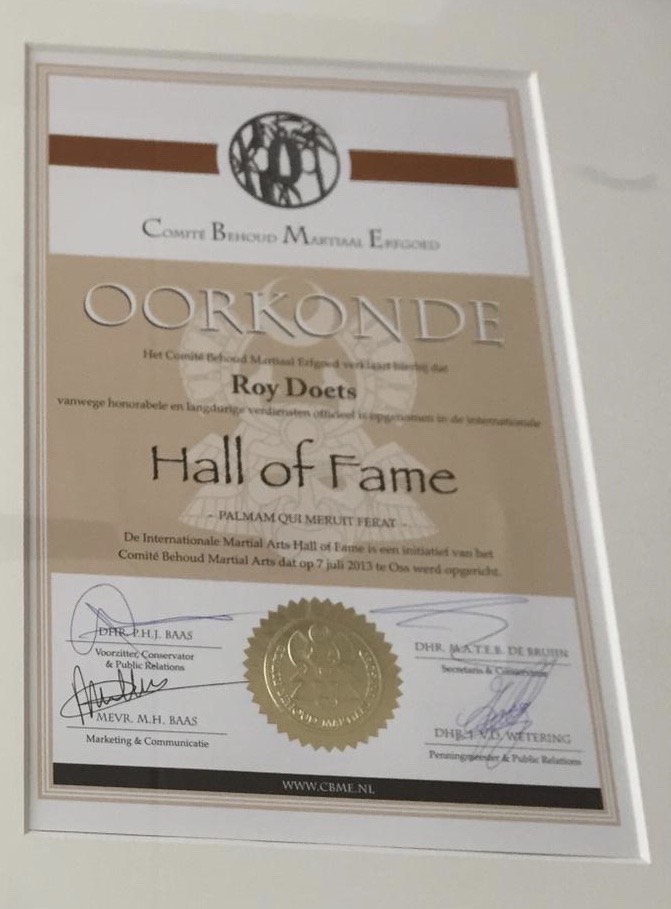 Comité Behoud Martiaal Erfgoed
OORKONDE
Het Comité Behoud Martiaal Erfgoed verklaart hierbij dat
Roy Doets
vanwege honorabele en langdurige verdiensten officieel is opgenomen in de internationale
Hall of Fame
- PALMAM QUI MERUIT FERAT -
De Internationale Martial Arts Hall of Fame is een initiatief van het
Comité Behoud Martial Arts dat op 7 juli 2013 te Oss werd opgericht.
DHR. P.H.J. BAAS
Voorzitter, Conservator
& Public Relations
MEVR. M.H. BAAS
Marketing & Communicatie
DHR. M.A.T.E.B. DE BRUIJN
Secretaris & Conservator
DHR. V.D. WETERING
Penningmeester & Public Relations
WWW.CBME.NL